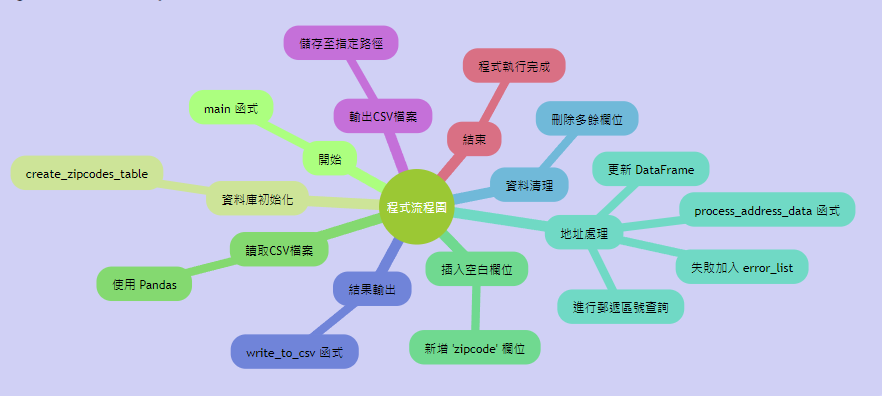 儲存至指定路徑
程式執行完成
main 函式
輸出CSV檔案
刪除多餘欄位
結束
開始
更新 DataFrame
create_zipcodes_table
資料清理
資料庫初始化
程式流程圖
process_address_data 函式
地址處理
讀取CSV檔案
插入空白欄位
失敗加入 error_list
使用 Pandas
結果輸出
進行郵遞區號查詢
write_to_csv 函式
新增 'zipcode' 欄位